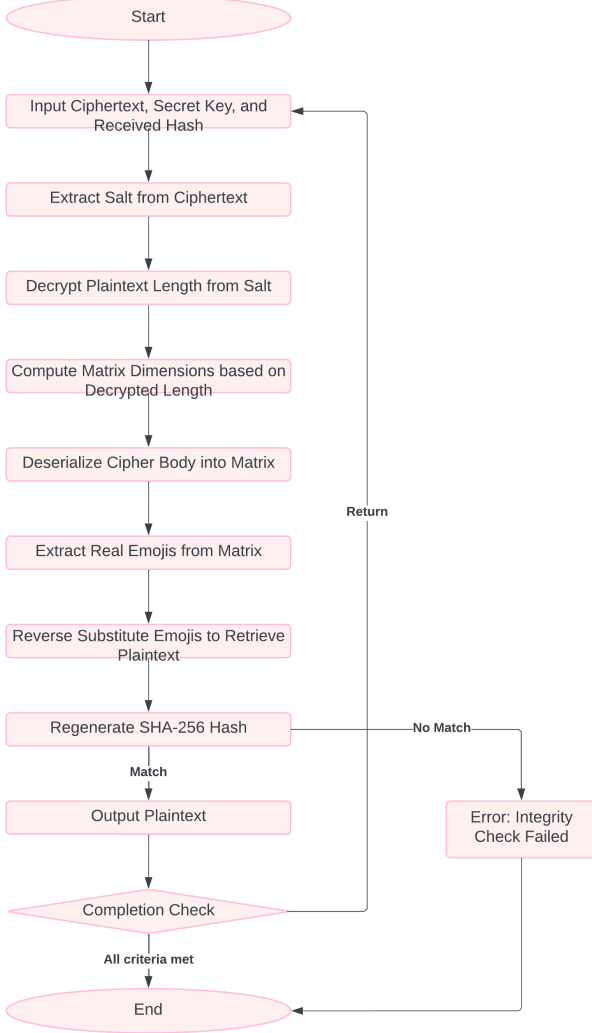 Start
Input Ciphertext, Secret Key, and
Received Hash
Extract Salt from Ciphertext
Decrypt Plaintext Length from Salt
Compute Matrix Dimensions based on
Decrypted Length
Deserialize Cipher Body into Matrix
Return
Extract Real Emojis from Matrix
Reverse Substitute Emojis to Retrieve
Plaintext
Regenerate SHA-256 Hash
No Match
Match
Output Plaintext
Error: Integrity
Check Failed
Completion Check
All criteria met
End